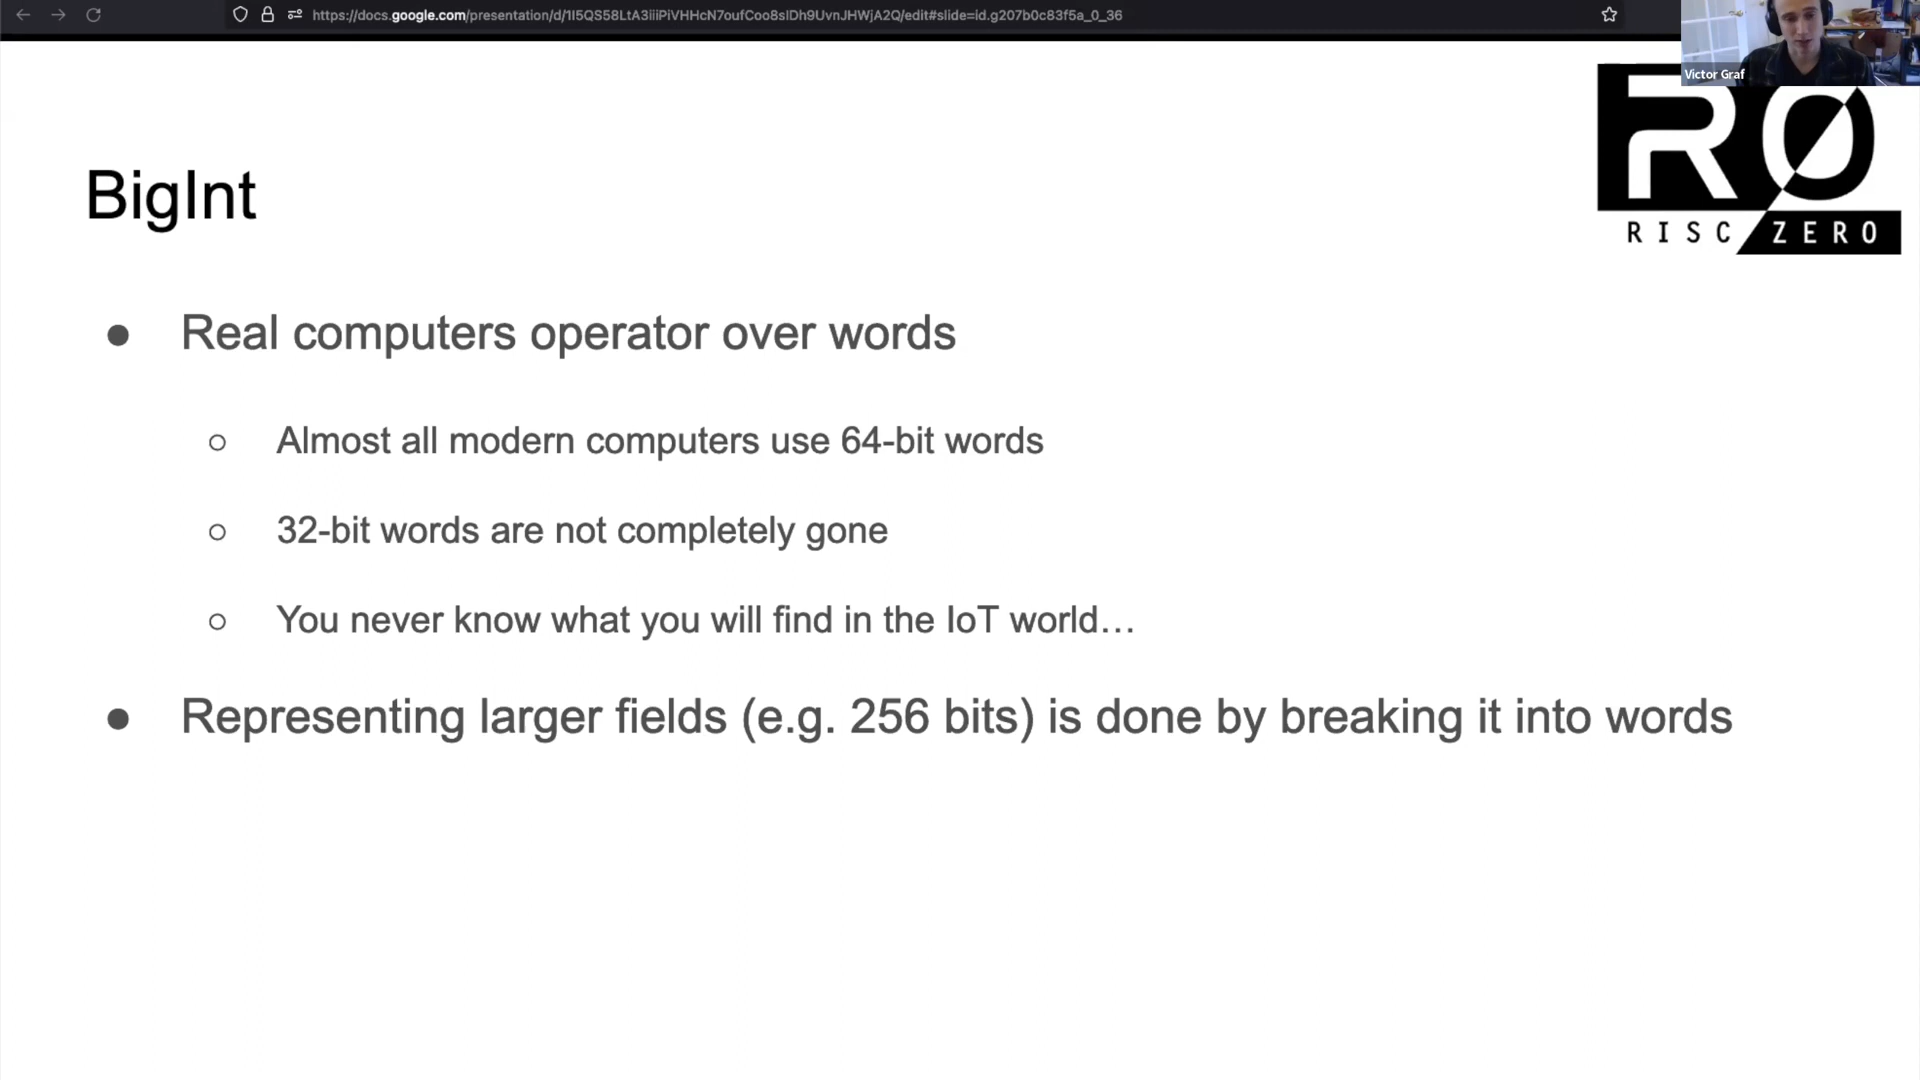 https://docs.google.com/presentation/d/1I5QS58LtA3iiiPiVHHcN7oufCoo8sIDh9UvnJHWjA2Q/edit#slide=id.g207b0c83f5a_0_36
Victor Graf
RØ
RISC ZERO
BigInt
● Real computers operator over words
○ Almost all modern computers use 64-bit words
○ 32-bit words are not completely gone
○ You never know what you will find in the IoT world…
● Representing larger fields (e.g. 256 bits) is done by breaking it into words